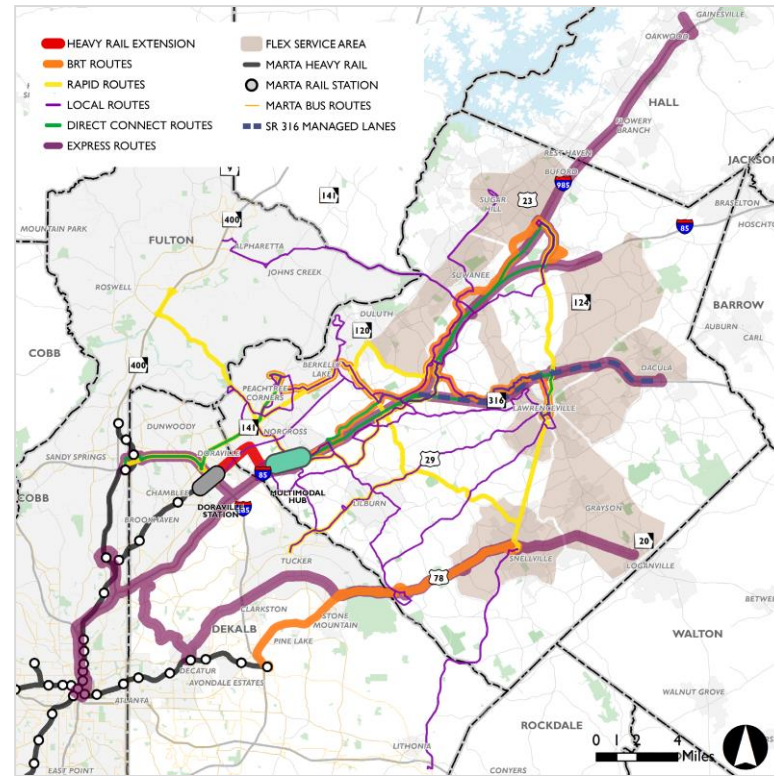 HEAVY RAIL EXTENSION
BRT ROUTES
RAPID ROUTES
LOCAL ROUTES
DIRECT CONNECT ROUTES
EXPRESS ROUTES
FLEX SERVICE AREA
MARTA HEAVY RAIL
MARTA RAIL STATION
MARTA BUS ROUTES
SR 316 MANAGED LANES
GAINESVILLE
OAKWOOD
HALL
FLOWERY
BRANCH
REST HAVEN
BUFORD
JACKSON
985
9
141
SUGAR
HILL
23
BRASELTON
HOSCHTO
400
85
MOUNTAIN PARK
FULTON
ALPHARETTA
JOHNS CREEK
SUWANEE
ROSWELL
124
BARROW
DULUTH
120
AUBURN
CARL
COBB
BERKELEY
LAKE
400
DACULA
PEACHTREE
CORNERS
316
DUNWOODY
141
NORCROSS
LAWRENCEVILLE
SANDY SPRINGS
DORAVILLE
29
COBB
CHAMBLEE
85
MULTIMODAL
HUB
DORAVILLE
STATION
LILBURN
GRAYSON
BROOKHAVEN
20
SNELLVILLE
TUCKER
LOGANVILLE
78
CLARKSTON
BETWE
DEKALB
STONE
MOUNTAIN
PINE LAKE
WALTON
DECATUR
AVONDALE ESTATES
WALNUT GROVE
ATLANTA
ROCKDALE
LITHONIA
0 1 2 4
Miles
EAST POINT
CONYERS